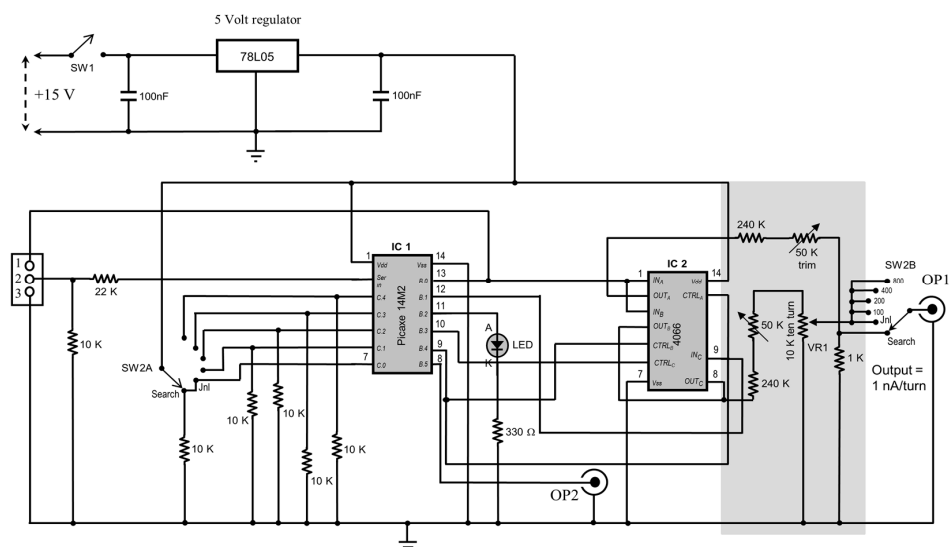 5 Volt regulator
78L05
SW1
+15 V
100nF
100nF
IC 1
Picaxe 14M2
1
Vdd
Ser in
C.4
C.3
C.2
C.1
7
C.0
14
Vss
13
B.0
12
B.1
11
B.2
10
B.3
9
B.4
8
B.5
1
2
3
22 K
10 K
SW2A
Search
Jnl
10 K
10 K
10 K
10 K
10 K
A
K
LED
330 Ω
OP2
IC 2
4066
1
INA
OUTA
INB
OUTB
CTRLB
CTRLC
7
Vss
14
Vdd
CTRLA
9
INC
8
OUTC
240 K
50 K
trim
50 K
240 K
10 K ten turn
VR1
1 K
SW2B
800
400
200
100
Jnl
Search
OP1
Output =
1 nA/turn